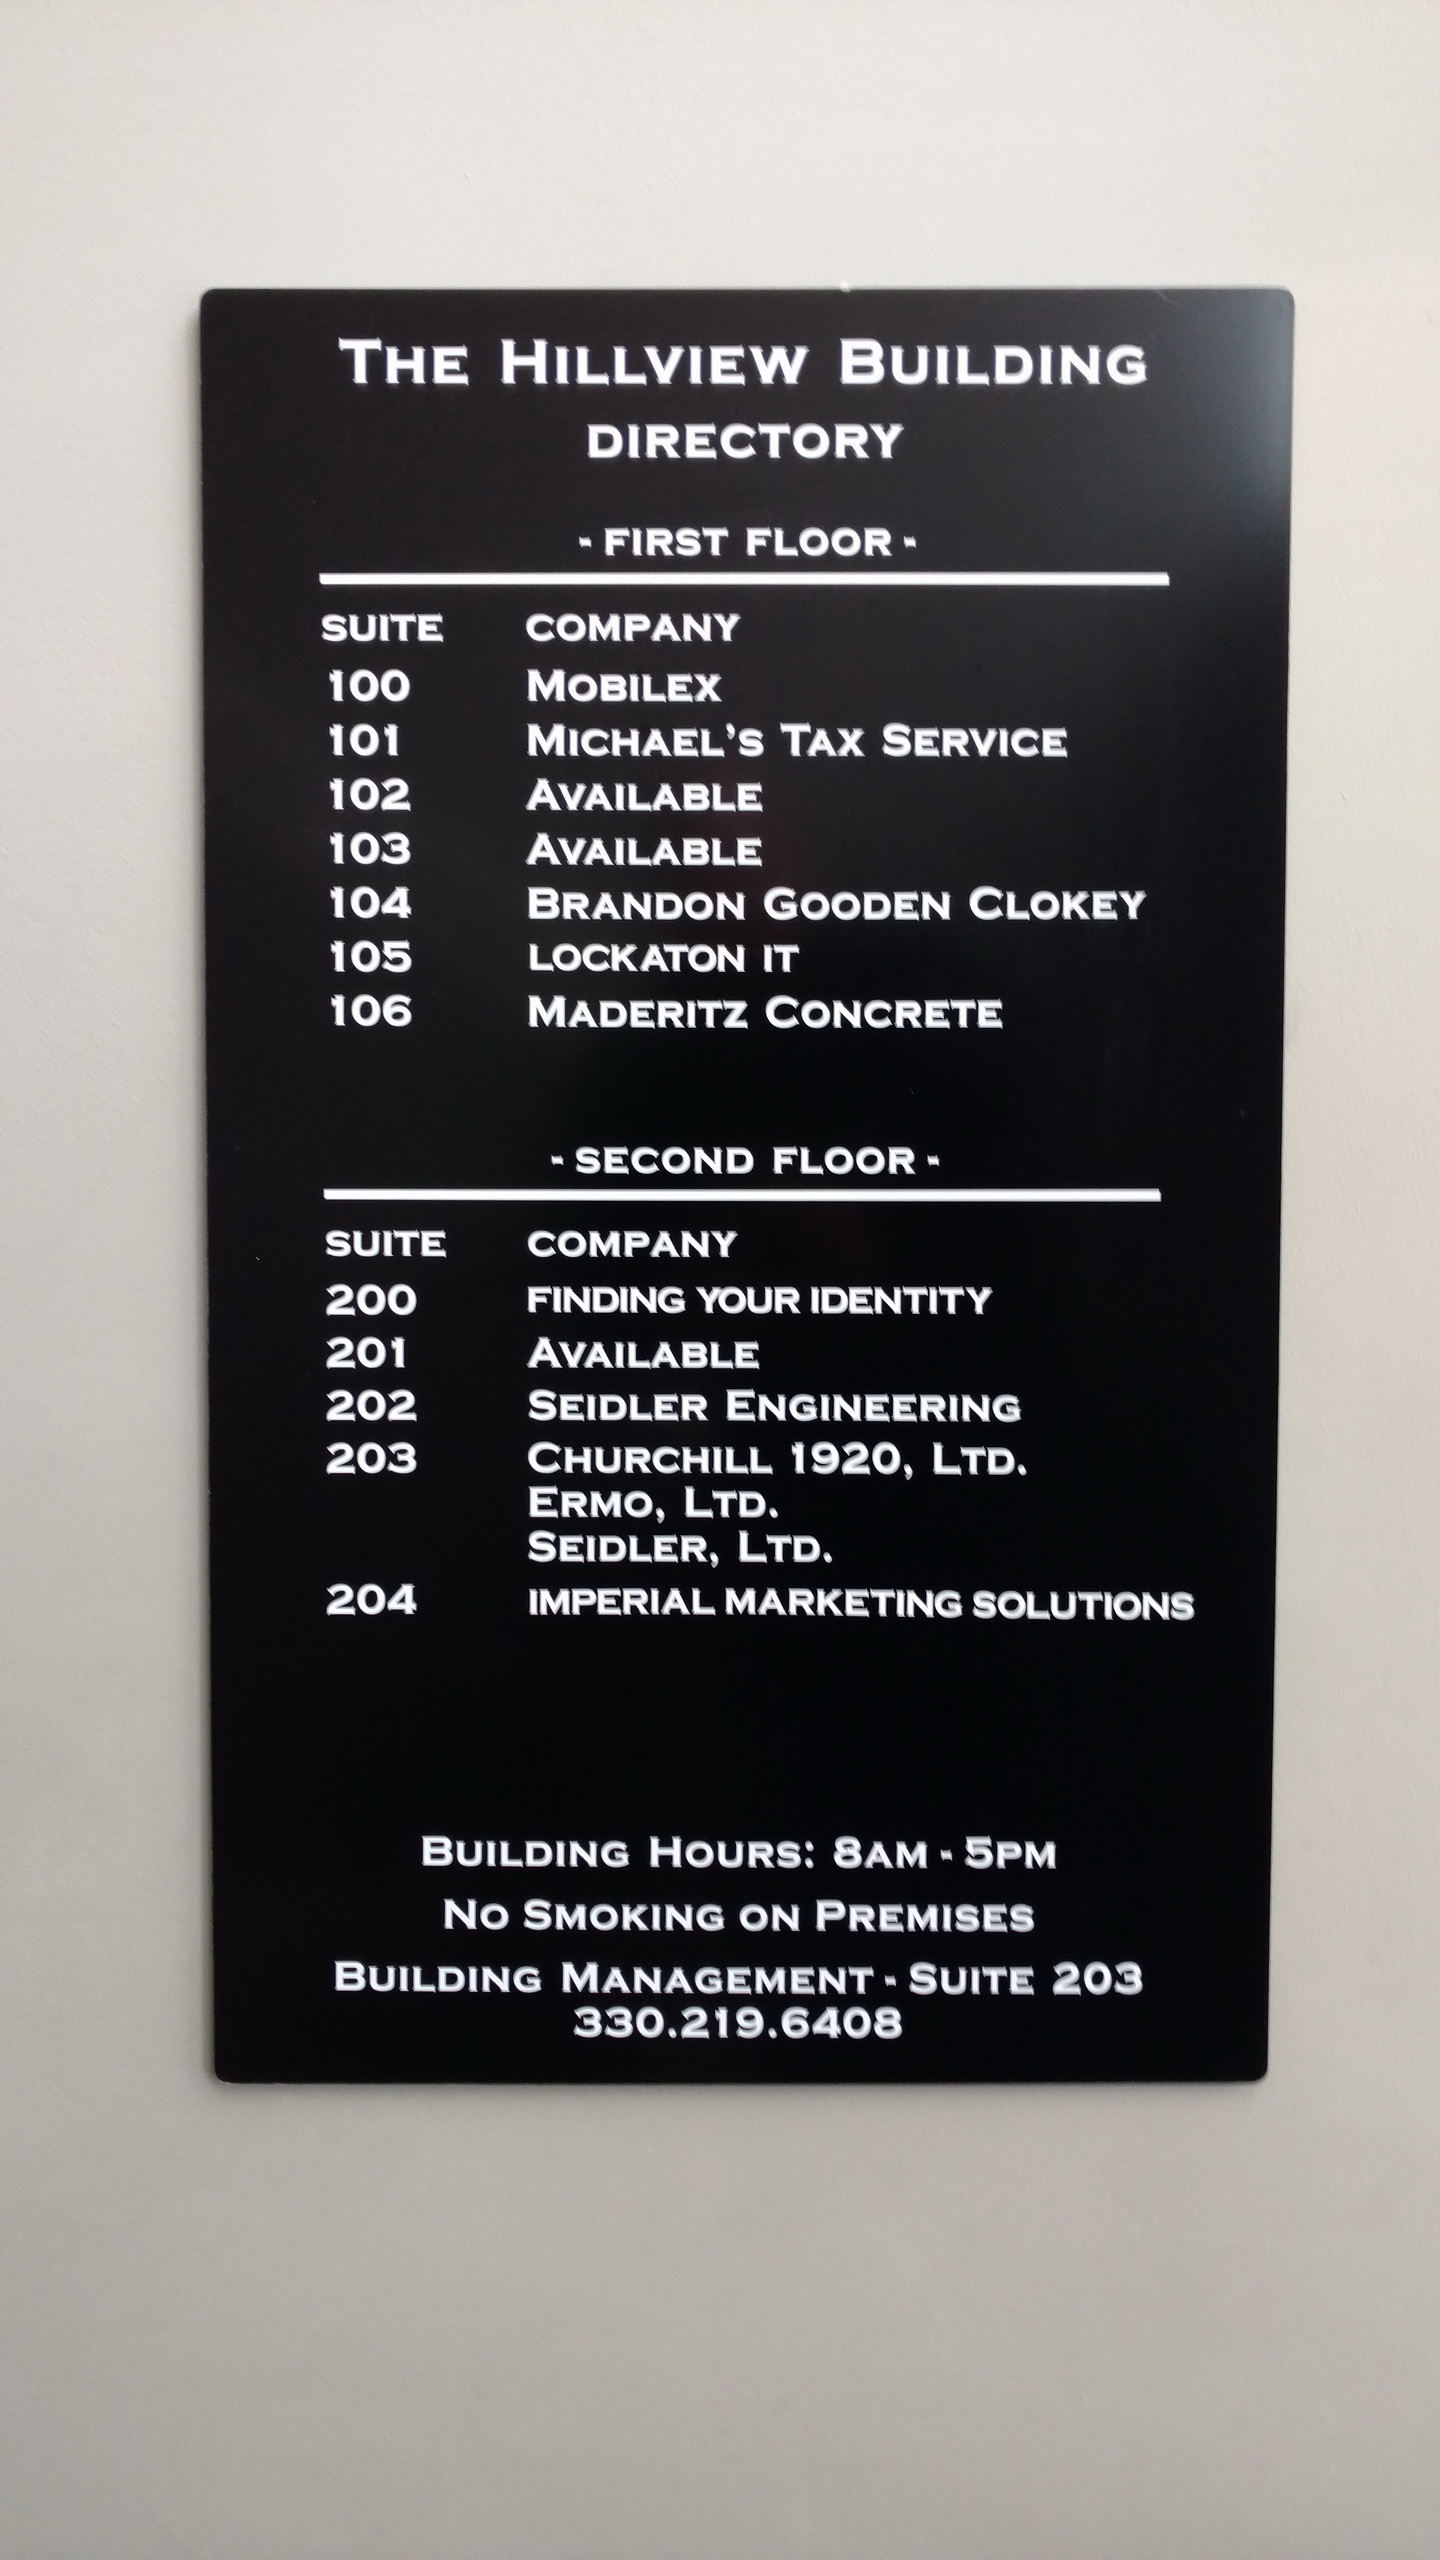 The Hillview Building
DIRECTORY
- FIRST FLOOR -
SUITE COMPANY
100 Mobilex
101 Michael's Tax Service
102 Available
103 Available
104 Brandon Gooden Clokey
105 LOCKATON IT
106 Maderitz Concrete
- SECOND FLOOR -
SUITE COMPANY
200 FINDING YOUR IDENTITY
201 Available
202 Seidler Engineering
203 Churchill 1920, Ltd.
Ermo, Ltd.
Seidler, Ltd.
204 IMPERIAL MARKETING SOLUTIONS
Building Hours: 8am - 5pm
No Smoking on Premises
Building Management - Suite 203
330.219.6408